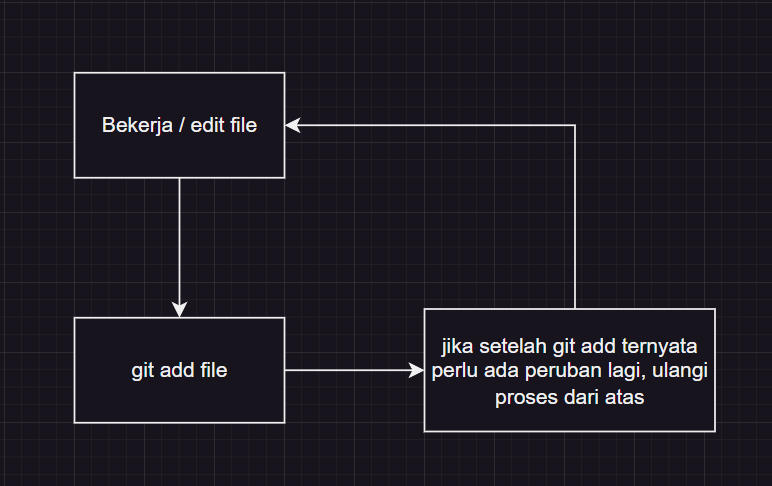 Bekerja / edit file
git add file
jika setelah git add ternyata
perlu ada peruban lagi, ulangi
proses dari atas